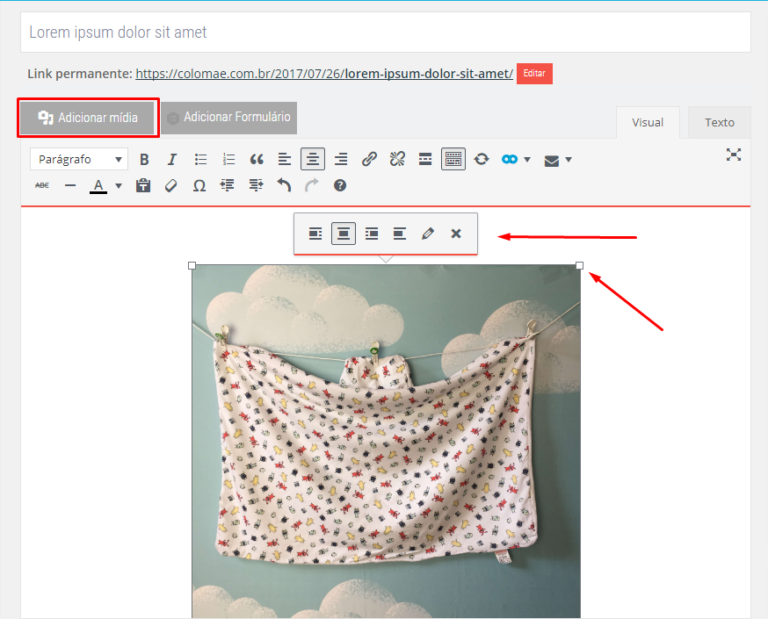 Lorem ipsum dolor sit amet
Link permanente: https://colomae.com.br/2017/07/26/lorem-ipsum-dolor-sit-amet/ Editar
Adicionar mídia Adicionar Formulário Visual Texto
Parágrafo B I
ABC A Ω